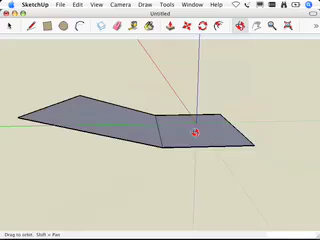 SketchUp File Edit View Camera Draw Tools Window Help
Untitled
Drag to orbit. Shift = Pan